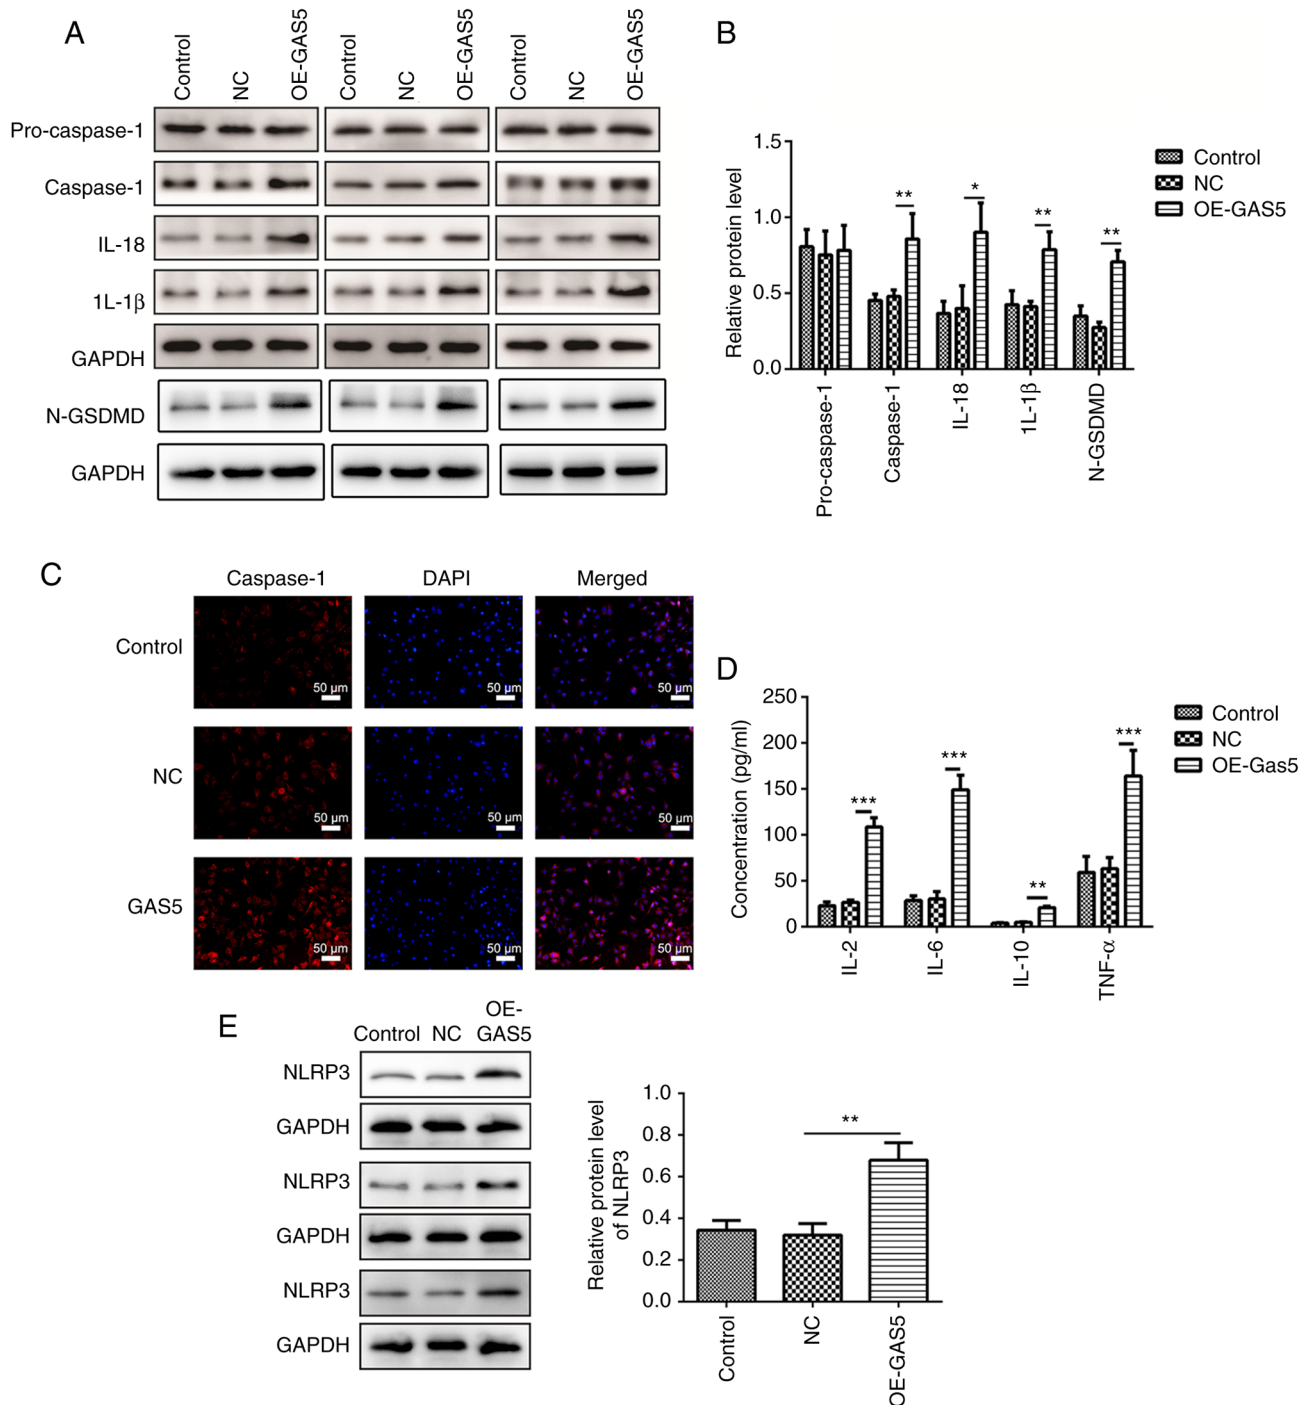 A
Control
NC
OE-GAS5
Control
NC
OE-GAS5
Control
NC
OE-GAS5
Pro-caspase-1
Caspase-1
IL-18
1L-1β
GAPDH
N-GSDMD
GAPDH
B
Relative protein level
1.5
1.0
0.5
0.0
**
*
**
**
Pro-caspase-1
Caspase-1
IL-18
1L-1β
N-GSDMD
Control
NC
OE-GAS5
C
Caspase-1 DAPI Merged
Control
50 µm 50 µm 50 µm
NC
50 µm 50 µm 50 µm
GAS5
50 µm 50 µm 50 µm
D
Concentration (pg/ml)
250
200
150
100
50
0
***
***
**
***
IL-2
IL-6
IL-10
TNF-α
Control
NC
OE-Gas5
E
Control NC OE-
GAS5
NLRP3
GAPDH
NLRP3
GAPDH
NLRP3
GAPDH
Relative protein level
of NLRP3
1.0
0.8
0.6
0.4
0.2
0.0
**
Control
NC
OE-GAS5